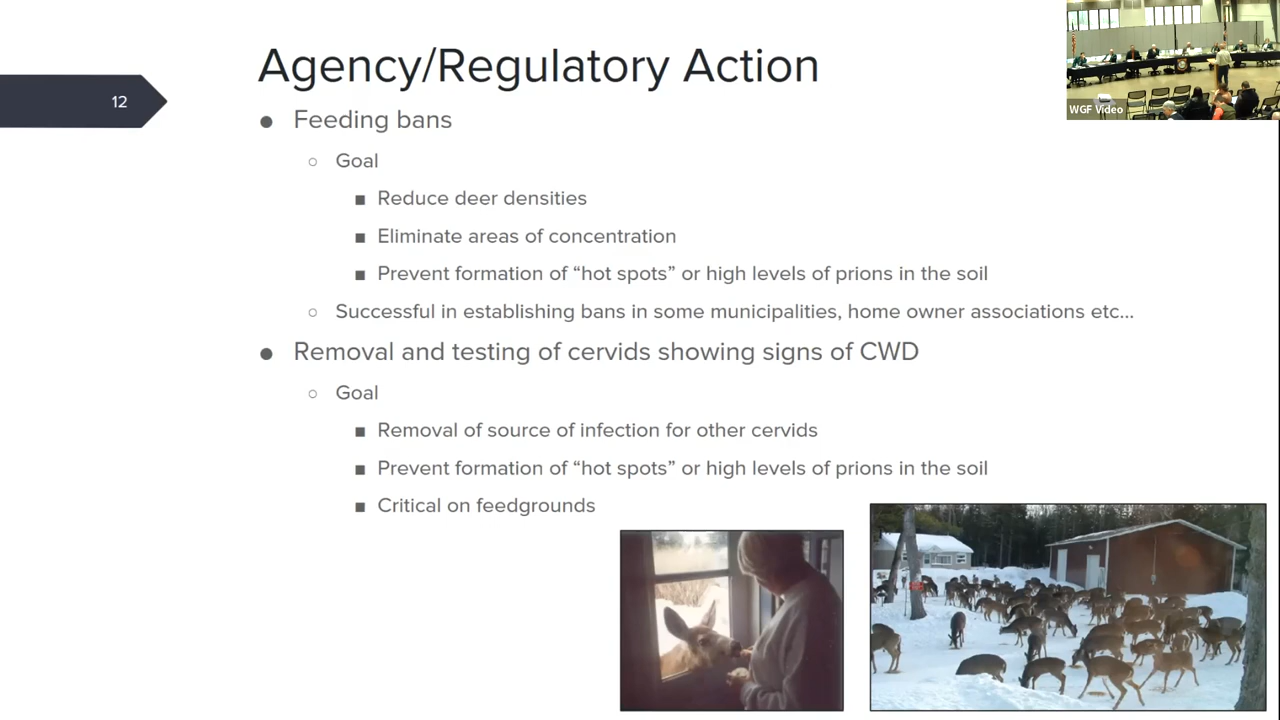 12
Agency/Regulatory Action
● Feeding bans
○ Goal
■ Reduce deer densities
■ Eliminate areas of concentration
■ Prevent formation of “hot spots” or high levels of prions in the soil
○ Successful in establishing bans in some municipalities, home owner associations etc...
● Removal and testing of cervids showing signs of CWD
○ Goal
■ Removal of source of infection for other cervids
■ Prevent formation of “hot spots” or high levels of prions in the soil
■ Critical on feedgrounds
WGF Video